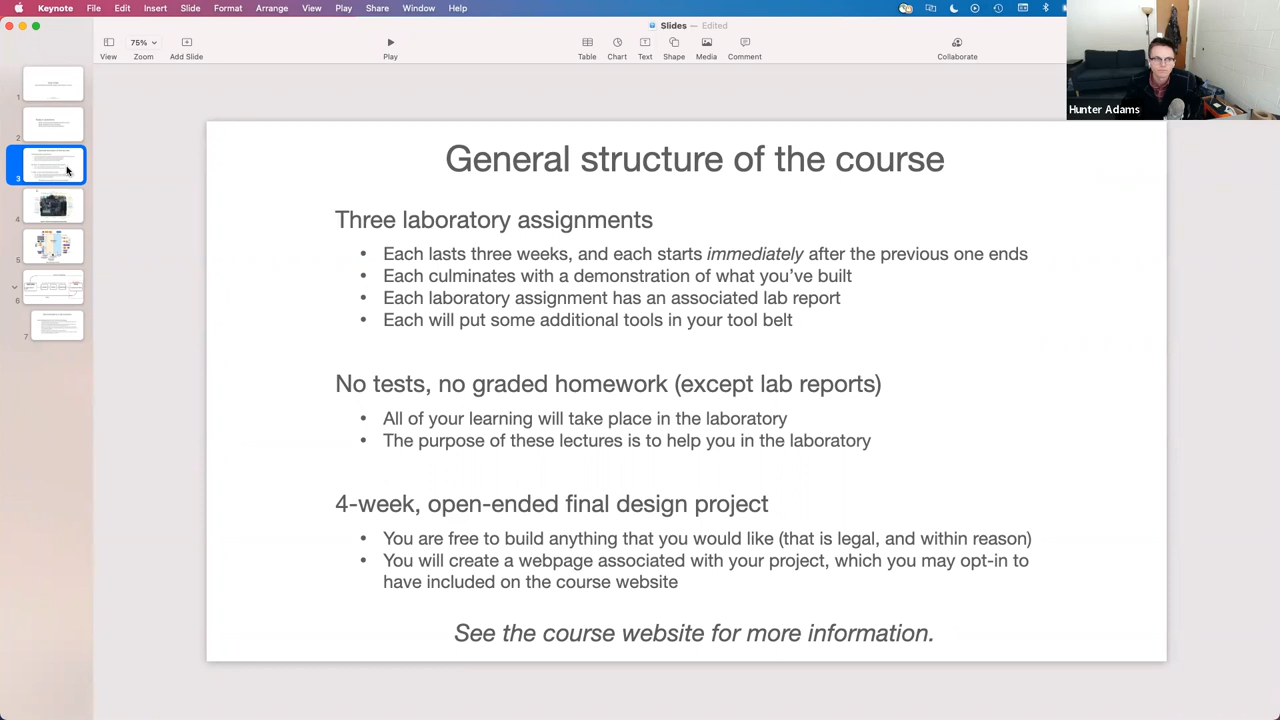 Keynote File Edit Insert Slide Format Arrange View Play Share Window Help
Slides — Edited
75%
View Zoom Add Slide Play Table Chart Text Shape Media Comment Collaborate
Hunter Adams
1
2
3
4
5
6
7
General structure of the course
Three laboratory assignments
• Each lasts three weeks, and each starts immediately after the previous one ends
• Each culminates with a demonstration of what you’ve built
• Each laboratory assignment has an associated lab report
• Each will put some additional tools in your tool belt
No tests, no graded homework (except lab reports)
• All of your learning will take place in the laboratory
• The purpose of these lectures is to help you in the laboratory
4-week, open-ended final design project
• You are free to build anything that you would like (that is legal, and within reason)
• You will create a webpage associated with your project, which you may opt-in to
have included on the course website
See the course website for more information.